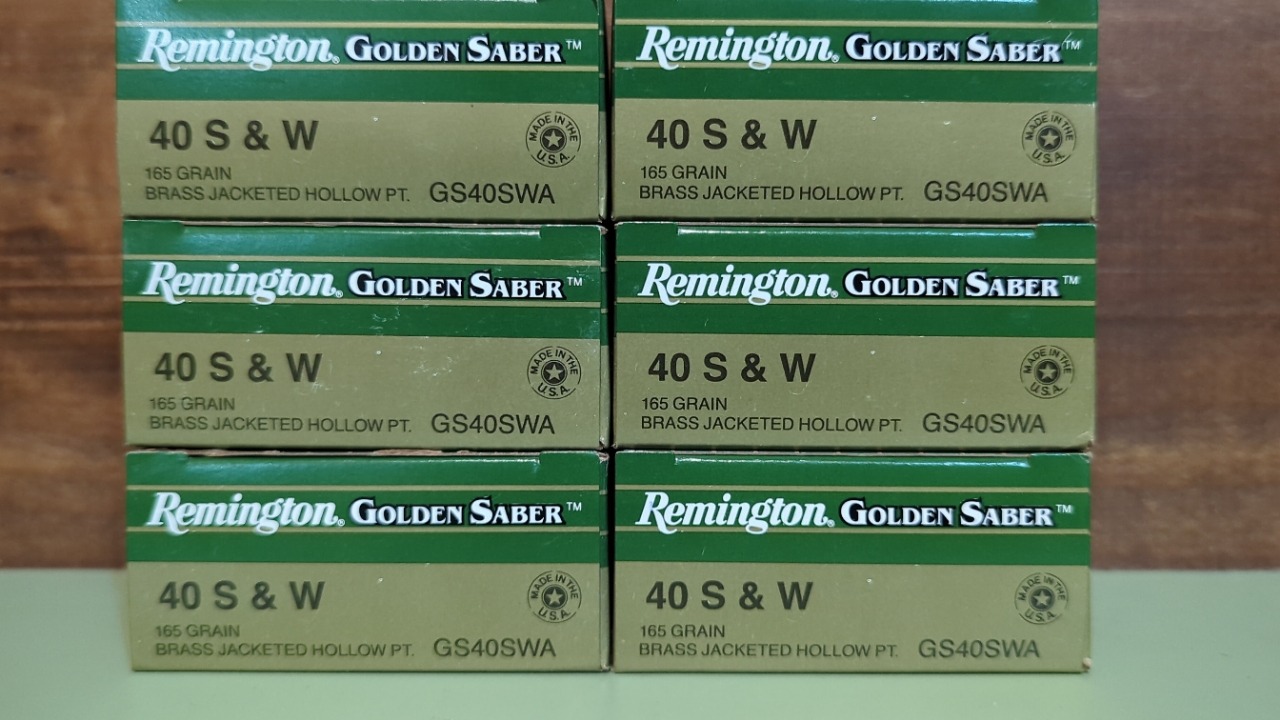 Remington® GOLDEN SABER™
40 S & W
MADE IN THE U.S.A.
165 GRAIN
BRASS JACKETED HOLLOW PT. GS40SWA
Remington® GOLDEN SABER™
40 S & W
MADE IN THE U.S.A.
165 GRAIN
BRASS JACKETED HOLLOW PT. GS40SWA
Remington® GOLDEN SABER™
40 S & W
MADE IN THE U.S.A.
165 GRAIN
BRASS JACKETED HOLLOW PT. GS40SWA
Remington® GOLDEN SABER™
40 S & W
MADE IN THE U.S.A.
165 GRAIN
BRASS JACKETED HOLLOW PT. GS40SWA
Remington® GOLDEN SABER™
40 S & W
MADE IN THE U.S.A.
165 GRAIN
BRASS JACKETED HOLLOW PT. GS40SWA
Remington® GOLDEN SABER™
40 S & W
MADE IN THE U.S.A.
165 GRAIN
BRASS JACKETED HOLLOW PT. GS40SWA